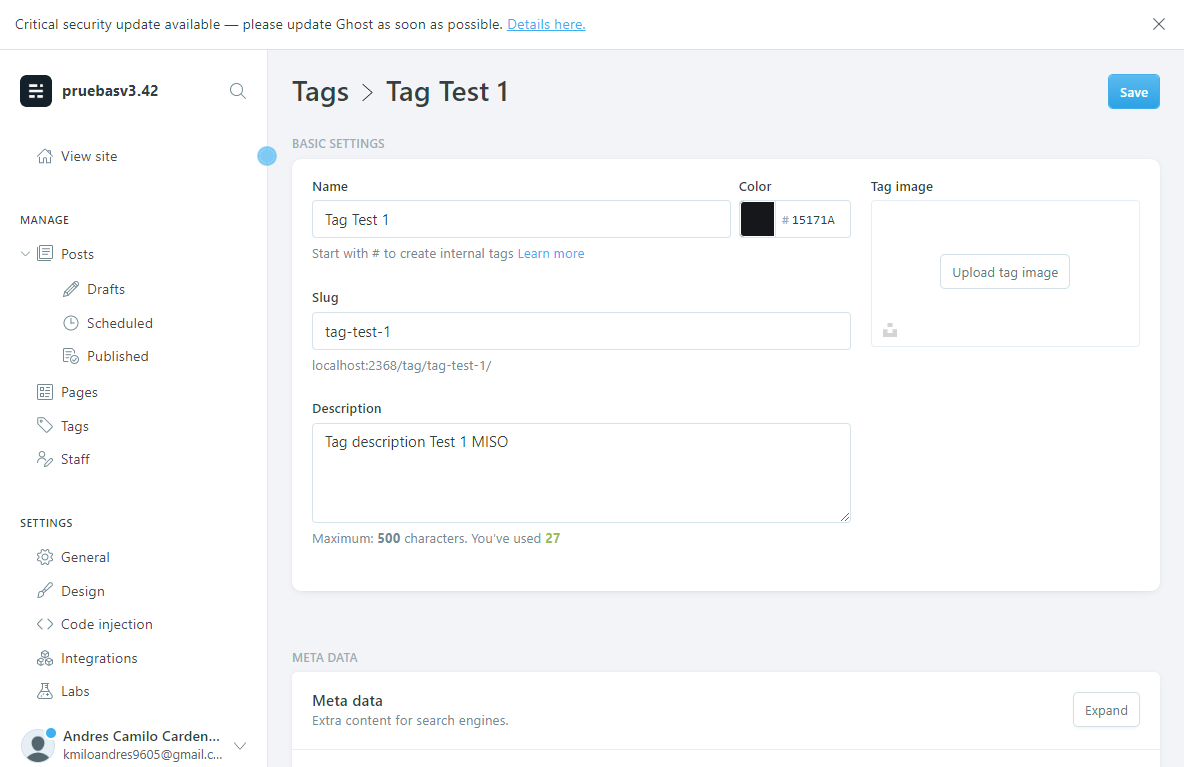 Critical security update available — please update Ghost as soon as possible. Details here.
pruebasv3.42
View site
MANAGE
Posts
Drafts
Scheduled
Published
Pages
Tags
Staff
SETTINGS
General
Design
Code injection
Integrations
Labs
Andres Camilo Carden...
kmiloandres9605@gmail.c...
Tags > Tag Test 1
Save
BASIC SETTINGS
Name
Tag Test 1
Start with # to create internal tags Learn more
Color
# 15171A
Slug
tag-test-1
localhost:2368/tag/tag-test-1/
Description
Tag description Test 1 MISO
Maximum: 500 characters. You've used 27
Tag image
Upload tag image
META DATA
Meta data
Extra content for search engines.
Expand